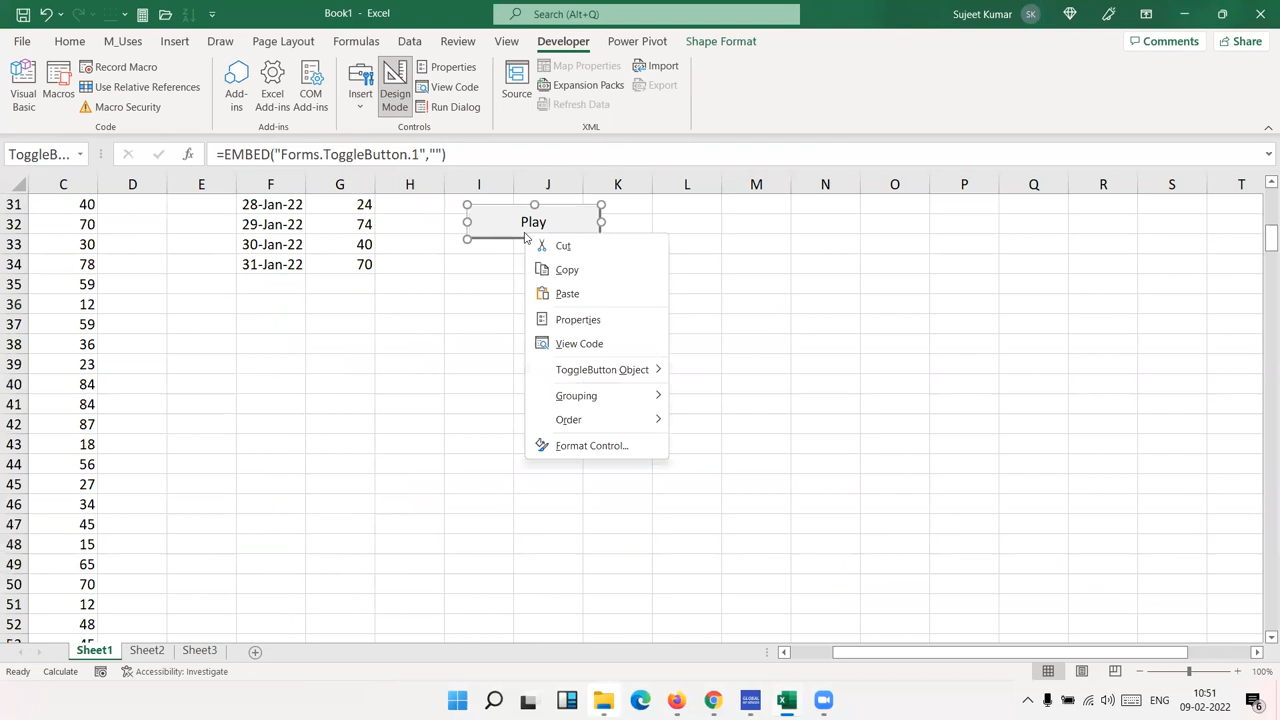 Book1 - Excel
Search (Alt+Q)
Sujeet Kumar
SK
File Home M_Uses Insert Draw Page Layout Formulas Data Review View Developer Power Pivot Shape Format Comments Share
Visual Basic
Macros
Record Macro
Use Relative References
Macro Security
Code
Add-ins
Excel Add-ins
COM Add-ins
Add-ins
Insert
Design Mode
Properties
View Code
Run Dialog
Controls
Source
Map Properties
Expansion Packs
Refresh Data
Import
Export
XML
ToggleB... fx =EMBED("Forms.ToggleButton.1","")
C D E F G H I J K L M N O P Q R S T
31 40 28-Jan-22 24
32 70 29-Jan-22 74
33 30 30-Jan-22 40
34 78 31-Jan-22 70
35 59
36 12
37 59
38 36
39 23
40 84
41 84
42 87
43 18
44 56
45 27
46 34
47 45
48 15
49 65
50 70
51 12
52 48
Play
Cut
Copy
Paste
Properties
View Code
ToggleButton Object
Grouping
Order
Format Control...
Sheet1 Sheet2 Sheet3
Ready Calculate Accessibility: Investigate 100%
GLOBAL
ENG
10:51
09-02-2022
6